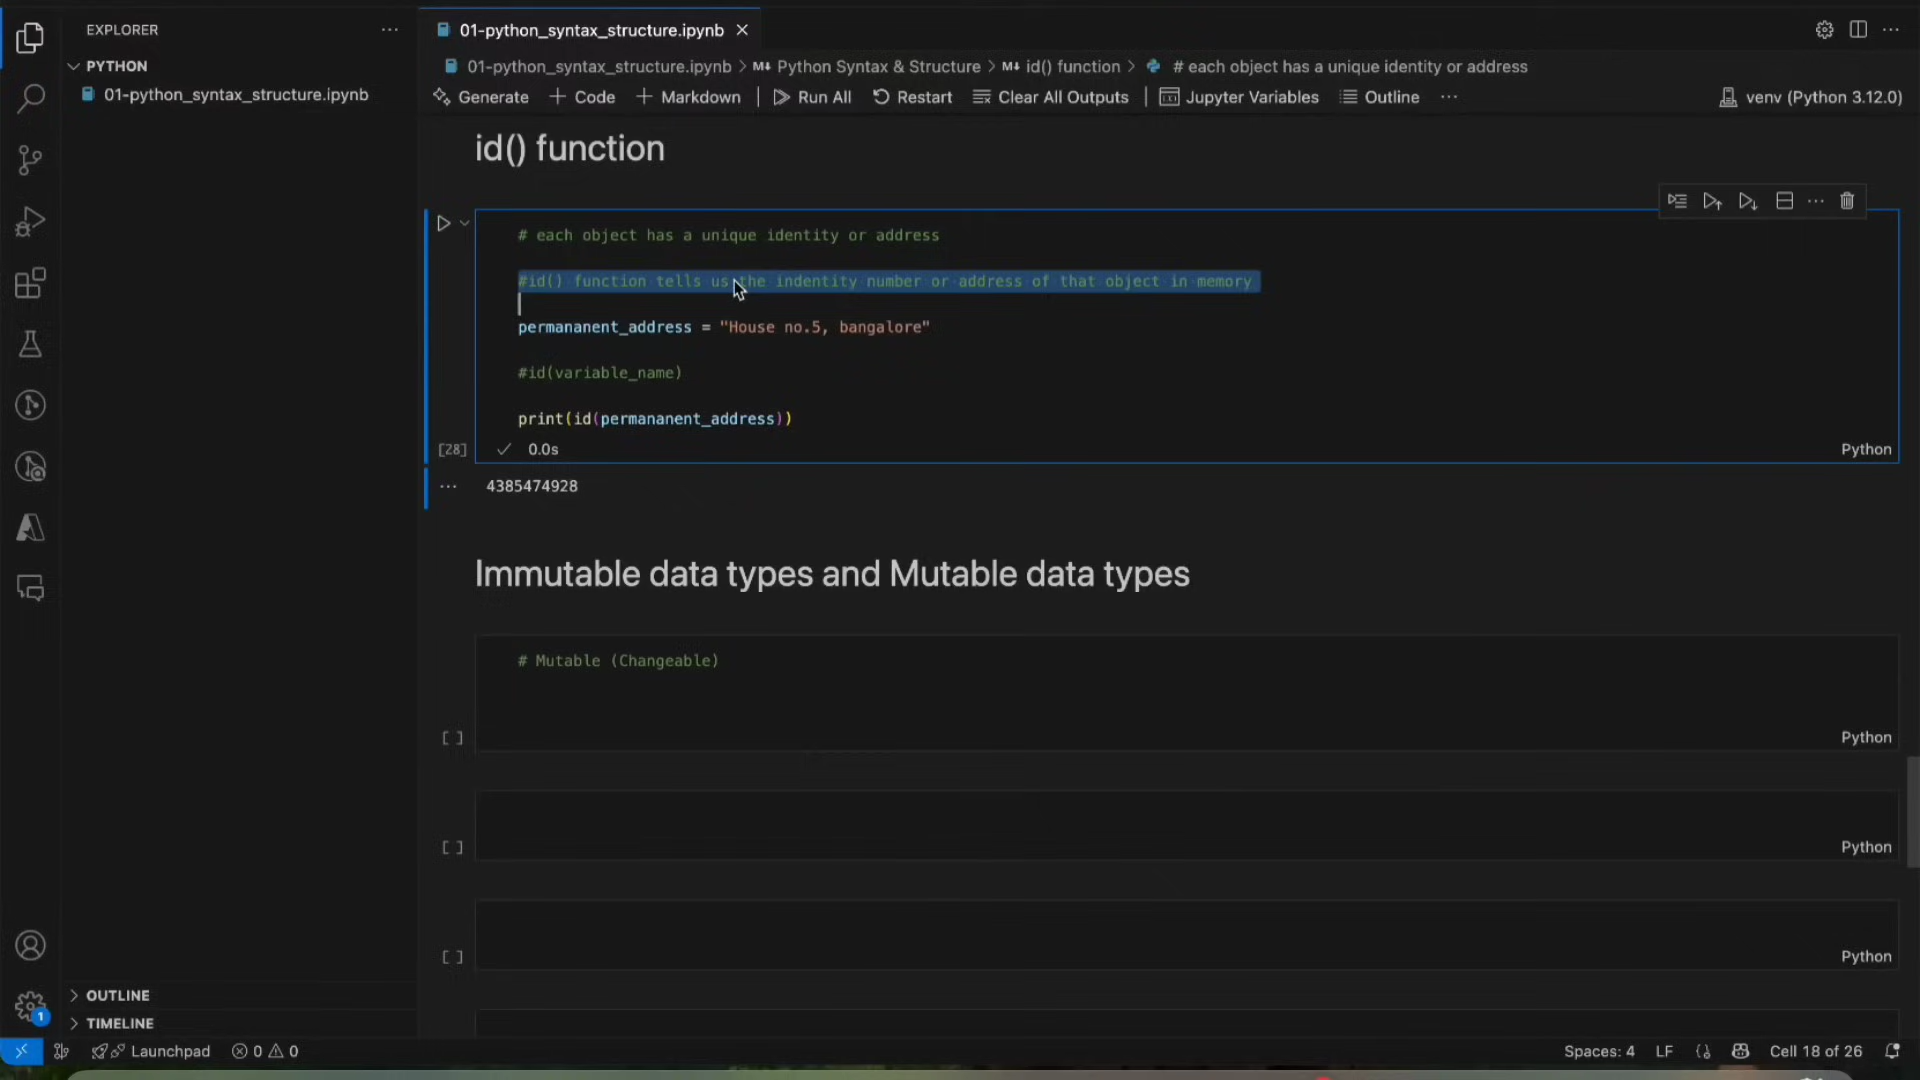 EXPLORER
PYTHON
01-python_syntax_structure.ipynb
01-python_syntax_structure.ipynb
01-python_syntax_structure.ipynb > M↓ Python Syntax & Structure > M↓ id() function > # each object has a unique identity or address
Generate + Code + Markdown | Run All Restart Clear All Outputs | Jupyter Variables Outline ...
venv (Python 3.12.0)
id() function
# each object has a unique identity or address
#id() function tells us the indentity number or address of that object in memory
permananent_address = "House no.5, bangalore"
#id(variable_name)
print(id(permananent_address))
[28] 0.0s Python
4385474928
Immutable data types and Mutable data types
# Mutable (Changeable)
[ ] Python
[ ] Python
[ ] Python
OUTLINE
TIMELINE
1
Launchpad 0 0
Spaces: 4 LF Cell 18 of 26